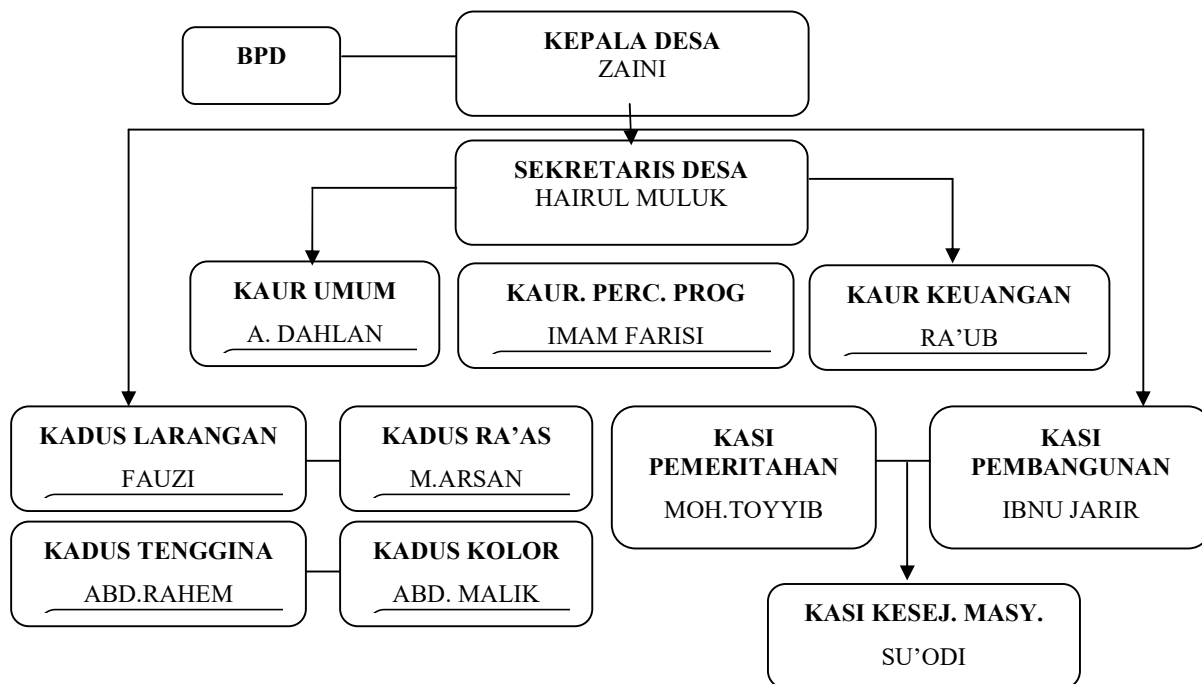 BPD
KEPALA DESA
ZAINI
SEKRETARIS DESA
HAIRUL MULUK
KAUR UMUM
A. DAHLAN
KAUR. PERC. PROG
IMAM FARISI
KAUR KEUANGAN
RA’UB
KADUS LARANGAN
FAUZI
KADUS RA’AS
M.ARSAN
KASI
PEMERITAHAN
MOH.TOYYIB
KASI
PEMBANGUNAN
IBNU JARIR
KADUS TENGGINA
ABD.RAHEM
KADUS KOLOR
ABD. MALIK
KASI KESEJ. MASY.
SU’ODI